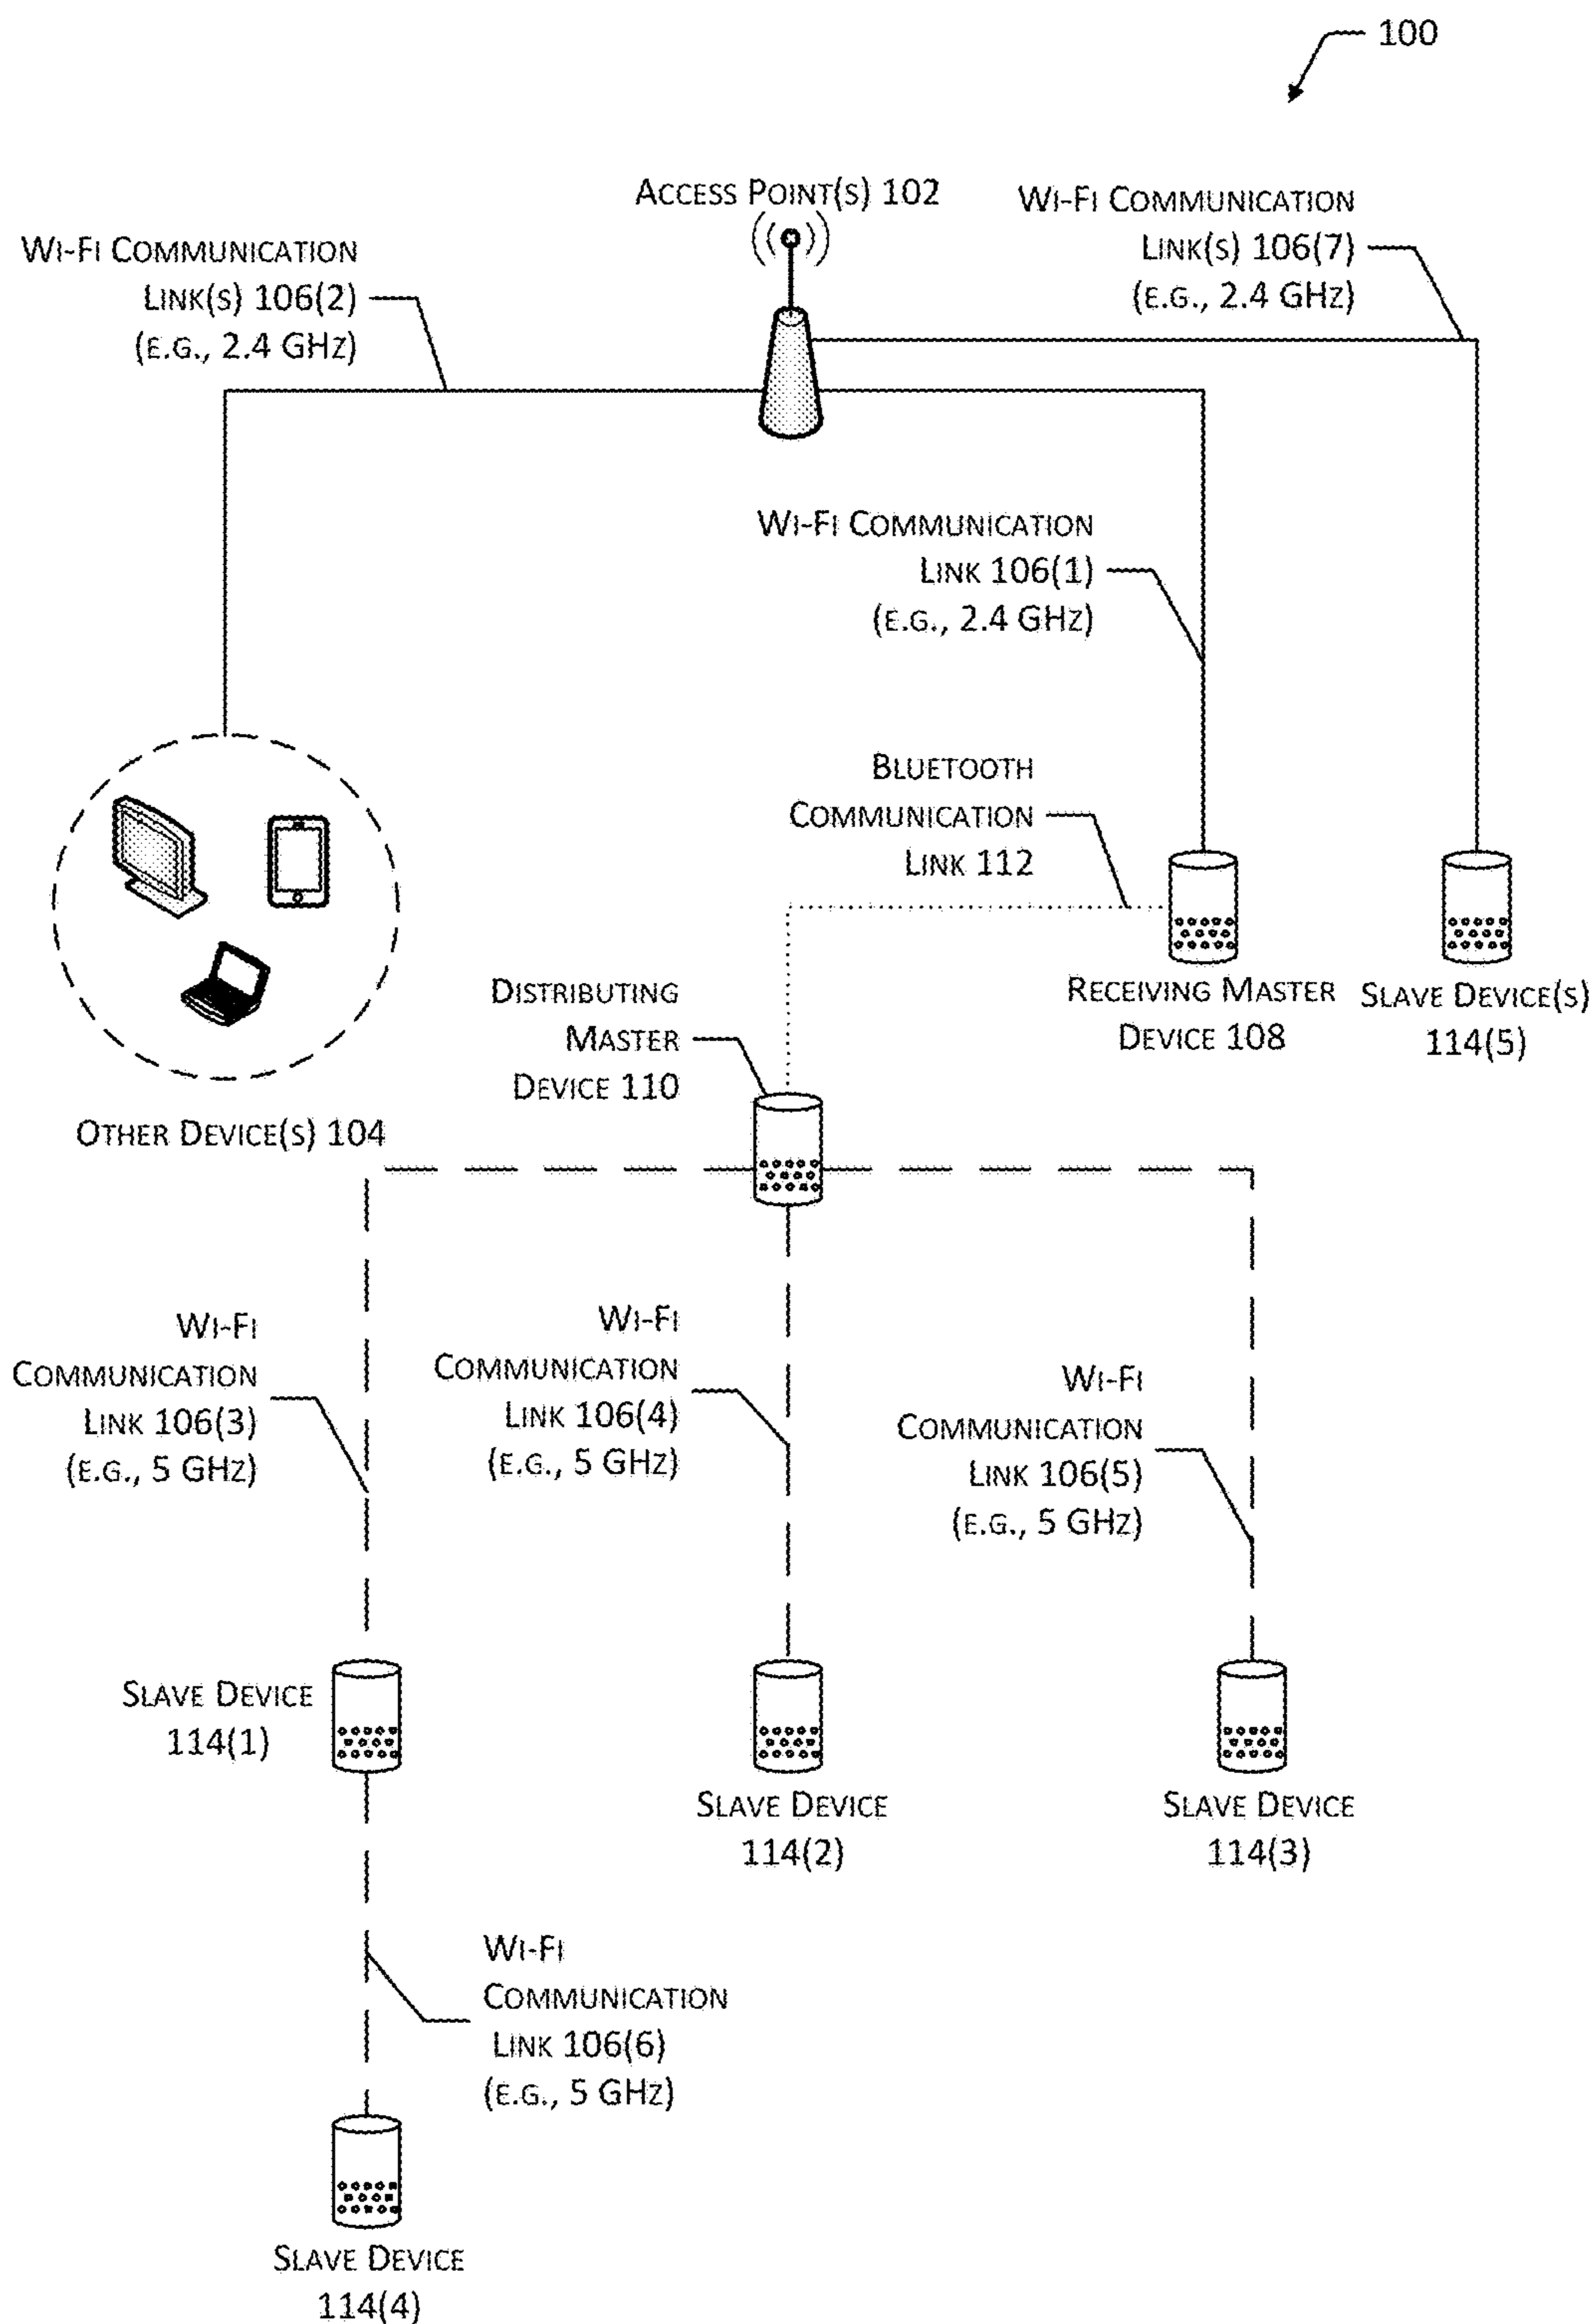 100
Access Point(s) 102
Wi-Fi Communication
Link(s) 106(7)
(e.g., 2.4 GHz)
Wi-Fi Communication
Link(s) 106(2)
(e.g., 2.4 GHz)
Wi-Fi Communication
Link 106(1)
(e.g., 2.4 GHz)
Bluetooth
Communication
Link 112
Receiving Master
Device 108
Slave Device(s)
114(5)
Distributing
Master
Device 110
Other Device(s) 104
Wi-Fi
Communication
Link 106(3)
(e.g., 5 GHz)
Wi-Fi
Communication
Link 106(4)
(e.g., 5 GHz)
Wi-Fi
Communication
Link 106(5)
(e.g., 5 GHz)
Slave Device
114(1)
Slave Device
114(2)
Slave Device
114(3)
Wi-Fi
Communication
Link 106(6)
(e.g., 5 GHz)
Slave Device
114(4)